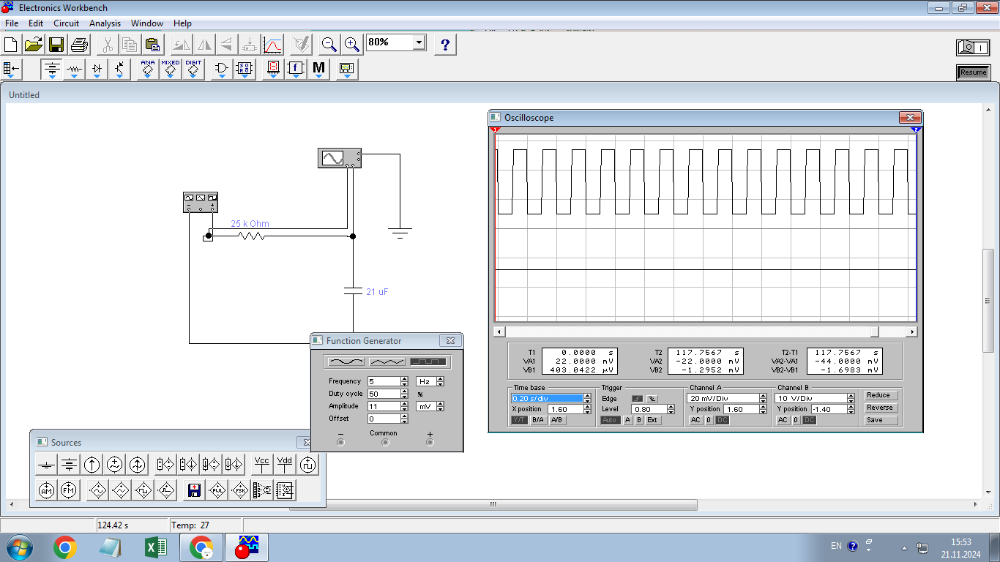 Electronics Workbench
File Edit Circuit Analysis Window Help
80%
?
ANA MIXED DIGIT
f M
Resume
Untitled
25 k Ohm
21 uF
Oscilloscope
1 2
T1 0.0000 s
VA1 22.0000 mV
VB1 403.0422 µV
T2 117.7567 s
VA2 -22.0000 mV
VB2 -1.2952 mV
T2-T1 117.7567 s
VA2-VA1 -44.0000 mV
VB2-VB1 -1.6983 mV
Time base
0.20 s/div
X position 1.60
Y/T B/A A/B
Trigger
Edge
Level 0.80
Auto A B Ext
Channel A
20 mV/Div
Y position 1.60
AC 0 DC
Channel B
10 V/Div
Y position -1.40
AC 0 DC
Reduce
Reverse
Save
Function Generator
Frequency 5 Hz
Duty cycle 50 %
Amplitude 11 mV
Offset 0
− Common +
Sources
Vcc Vdd
AM FM PWL FSK
124.42 s Temp: 27
EN ? 15:53
21.11.2024